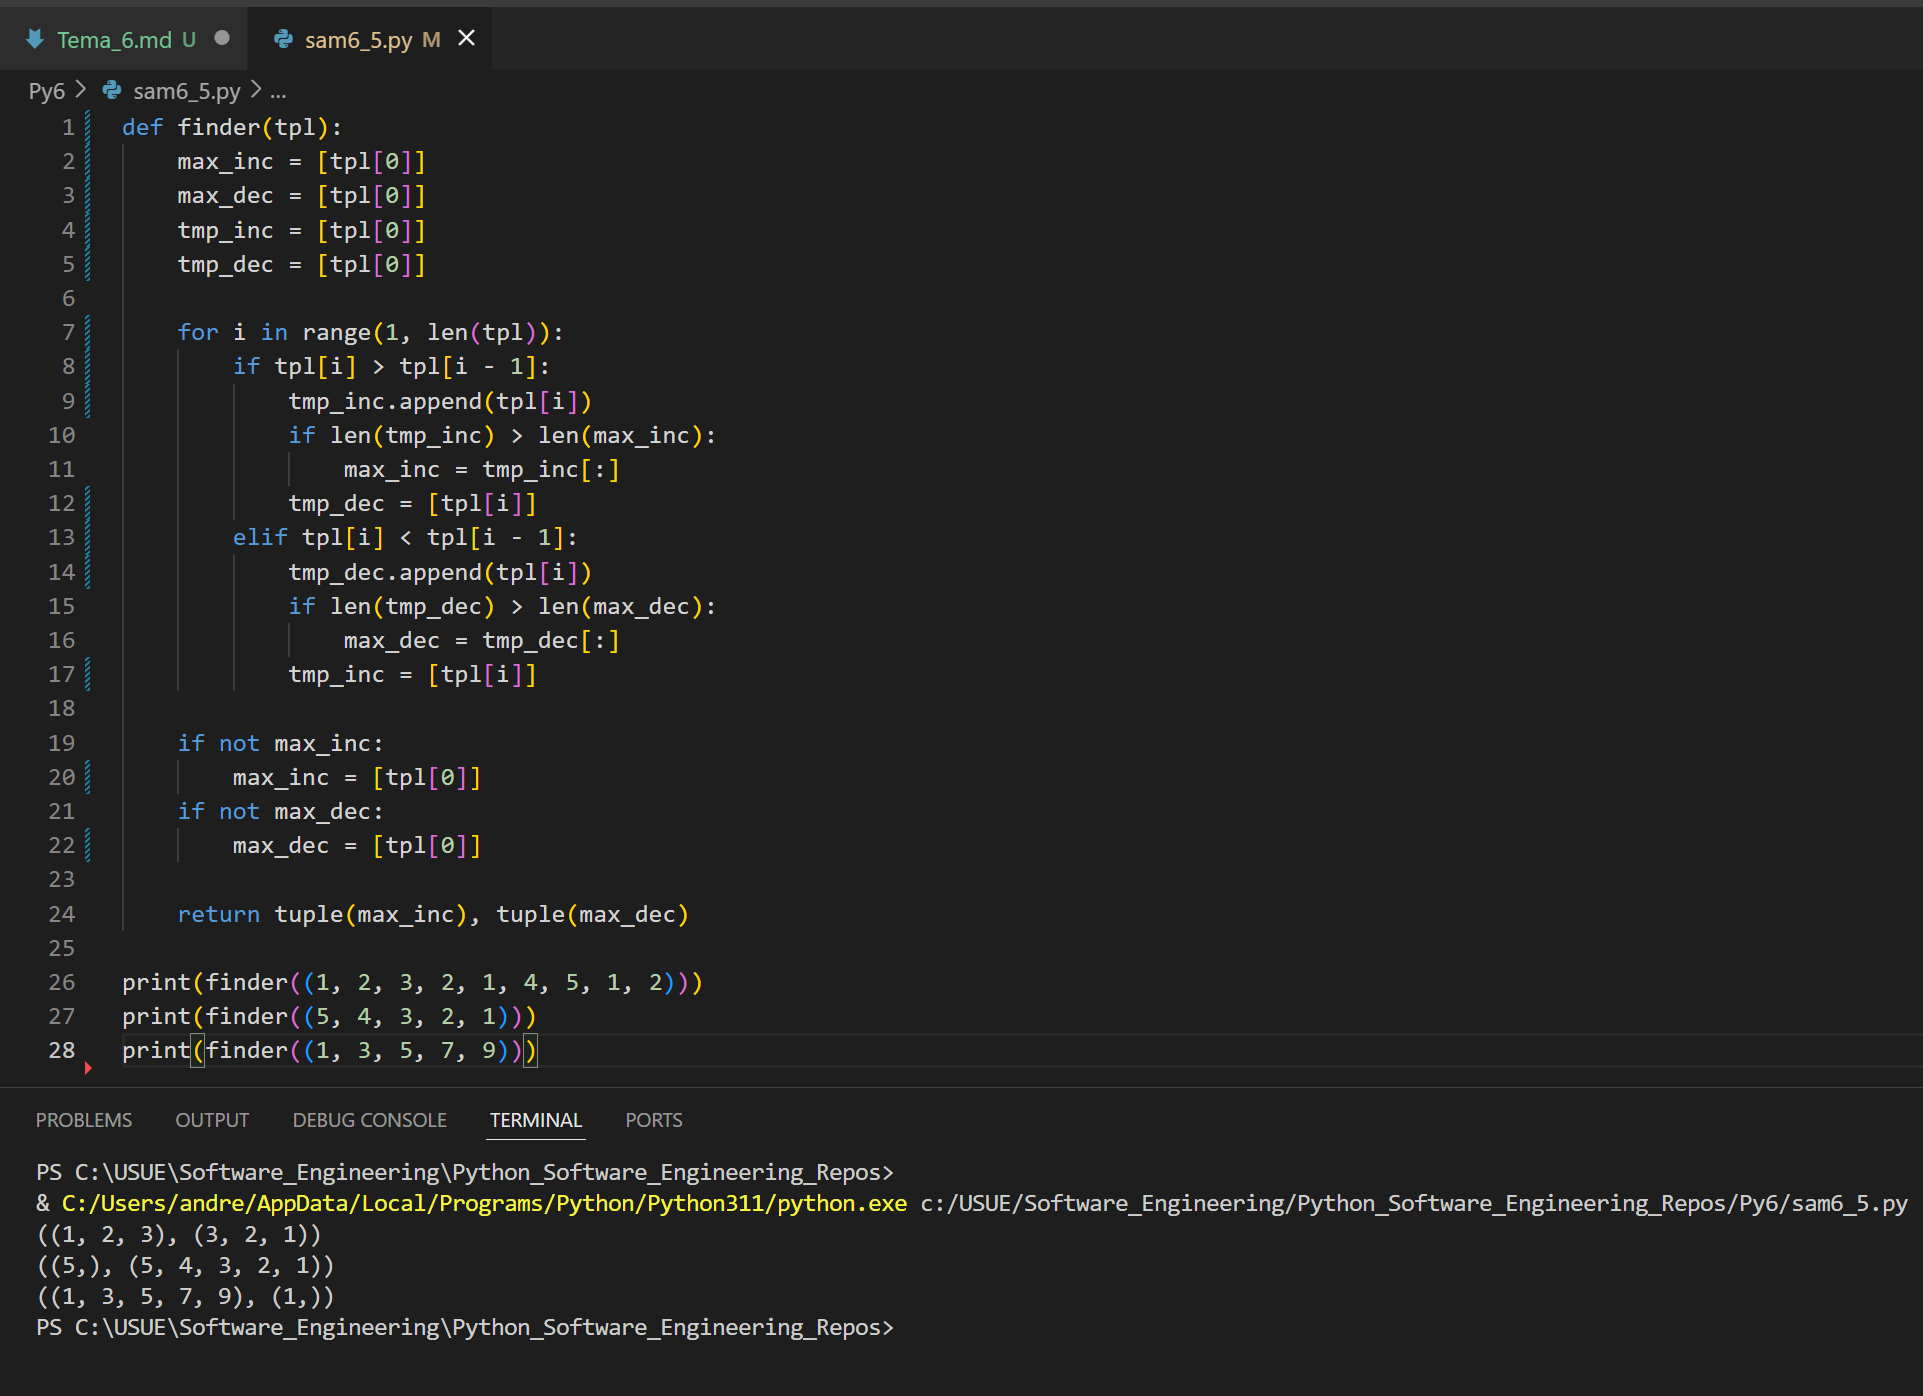 Tema_6.md U
sam6_5.py M
Py6 > sam6_5.py > ...
1 def finder(tpl):
2     max_inc = [tpl[0]]
3     max_dec = [tpl[0]]
4     tmp_inc = [tpl[0]]
5     tmp_dec = [tpl[0]]
6
7     for i in range(1, len(tpl)):
8         if tpl[i] > tpl[i - 1]:
9             tmp_inc.append(tpl[i])
10             if len(tmp_inc) > len(max_inc):
11                 max_inc = tmp_inc[:]
12             tmp_dec = [tpl[i]]
13         elif tpl[i] < tpl[i - 1]:
14             tmp_dec.append(tpl[i])
15             if len(tmp_dec) > len(max_dec):
16                 max_dec = tmp_dec[:]
17             tmp_inc = [tpl[i]]
18
19     if not max_inc:
20         max_inc = [tpl[0]]
21     if not max_dec:
22         max_dec = [tpl[0]]
23
24     return tuple(max_inc), tuple(max_dec)
25
26 print(finder((1, 2, 3, 2, 1, 4, 5, 1, 2)))
27 print(finder((5, 4, 3, 2, 1)))
28 print(finder((1, 3, 5, 7, 9)))
PROBLEMS OUTPUT DEBUG CONSOLE TERMINAL PORTS
PS C:\USUE\Software_Engineering\Python_Software_Engineering_Repos>
& C:/Users/andre/AppData/Local/Programs/Python/Python311/python.exe c:/USUE/Software_Engineering/Python_Software_Engineering_Repos/Py6/sam6_5.py
((1, 2, 3), (3, 2, 1))
((5,), (5, 4, 3, 2, 1))
((1, 3, 5, 7, 9), (1,))
PS C:\USUE\Software_Engineering\Python_Software_Engineering_Repos>